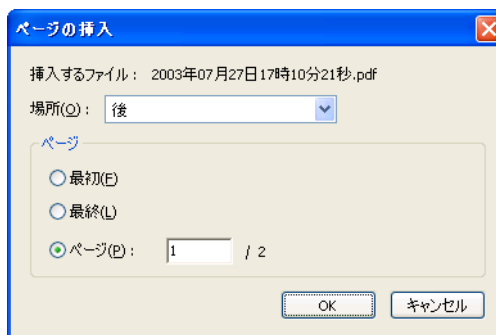 ページの挿入
挿入するファイル： 2003年07月27日17時10分21秒.pdf
場所(O)： 後
ページ
最初(F)
最終(L)
ページ(P)： 1 / 2
OK キャンセル